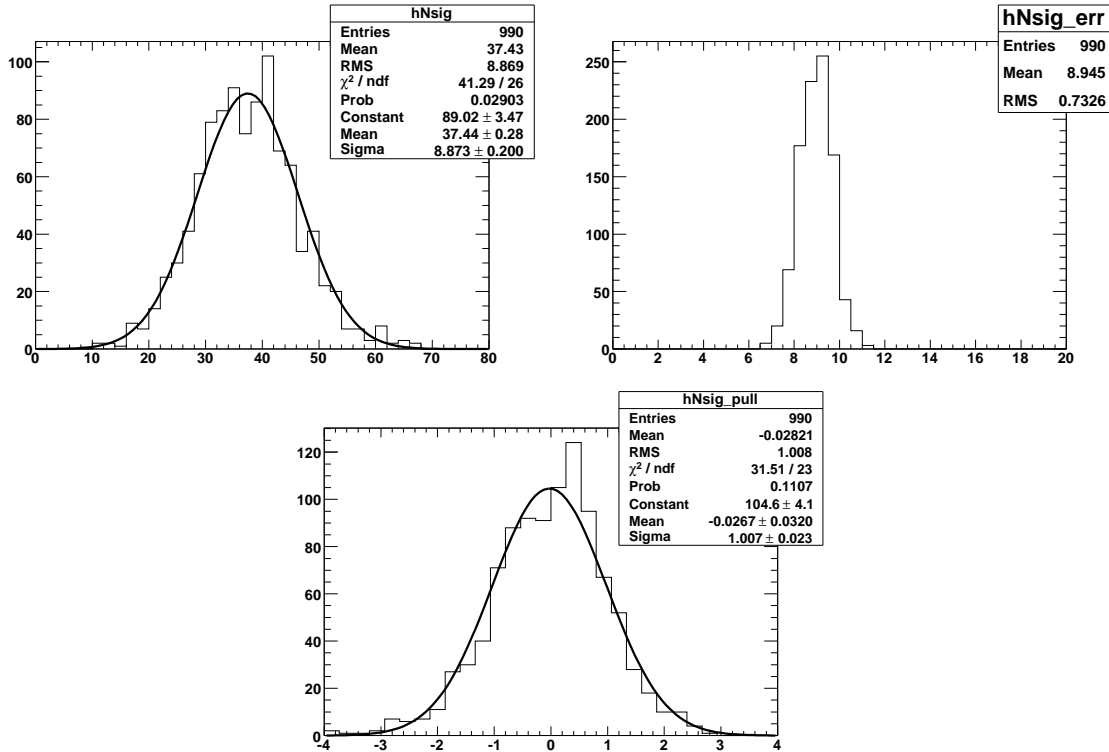 hNsig
Entries 990
Mean 37.43
RMS 8.869
χ² / ndf 41.29 / 26
Prob 0.02903
Constant 89.02 ± 3.47
Mean 37.44 ± 0.28
Sigma 8.873 ± 0.200
100
80
60
40
20
0
0 10 20 30 40 50 60 70 80
hNsig_err
Entries 990
Mean 8.945
RMS 0.7326
250
200
150
100
50
0
0 2 4 6 8 10 12 14 16 18 20
hNsig_pull
Entries 990
Mean -0.02821
RMS 1.008
χ² / ndf 31.51 / 23
Prob 0.1107
Constant 104.6 ± 4.1
Mean -0.0267 ± 0.0320
Sigma 1.007 ± 0.023
120
100
80
60
40
20
0
-4 -3 -2 -1 0 1 2 3 4